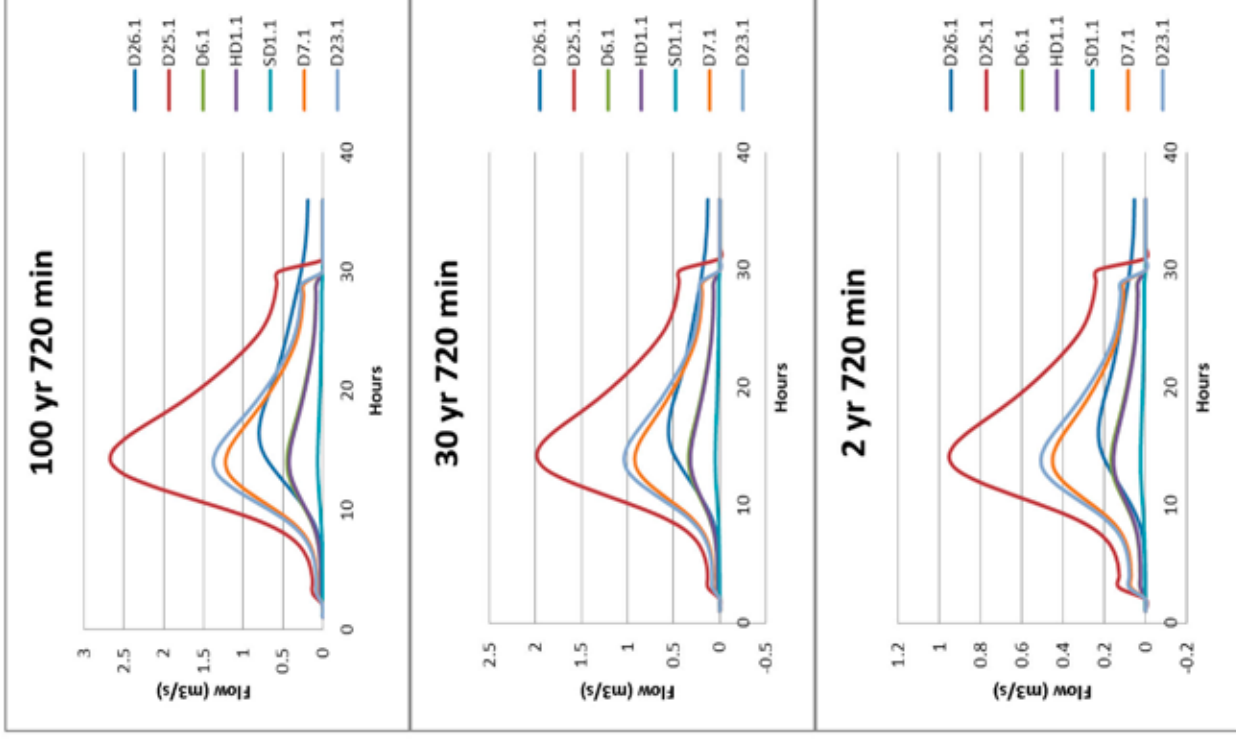 100 yr 720 min
3
2.5
2
1.5
1
0.5
0
Flow (m3/s)
0
10
20
30
40
Hours
D26.1
D25.1
D6.1
HD1.1
SD1.1
D7.1
D23.1
30 yr 720 min
2.5
2
1.5
1
0.5
0
-0.5
Flow (m3/s)
0
10
20
30
40
Hours
D26.1
D25.1
D6.1
HD1.1
SD1.1
D7.1
D23.1
2 yr 720 min
1.2
1
0.8
0.6
0.4
0.2
0
-0.2
Flow (m3/s)
0
10
20
30
40
Hours
D26.1
D25.1
D6.1
HD1.1
SD1.1
D7.1
D23.1